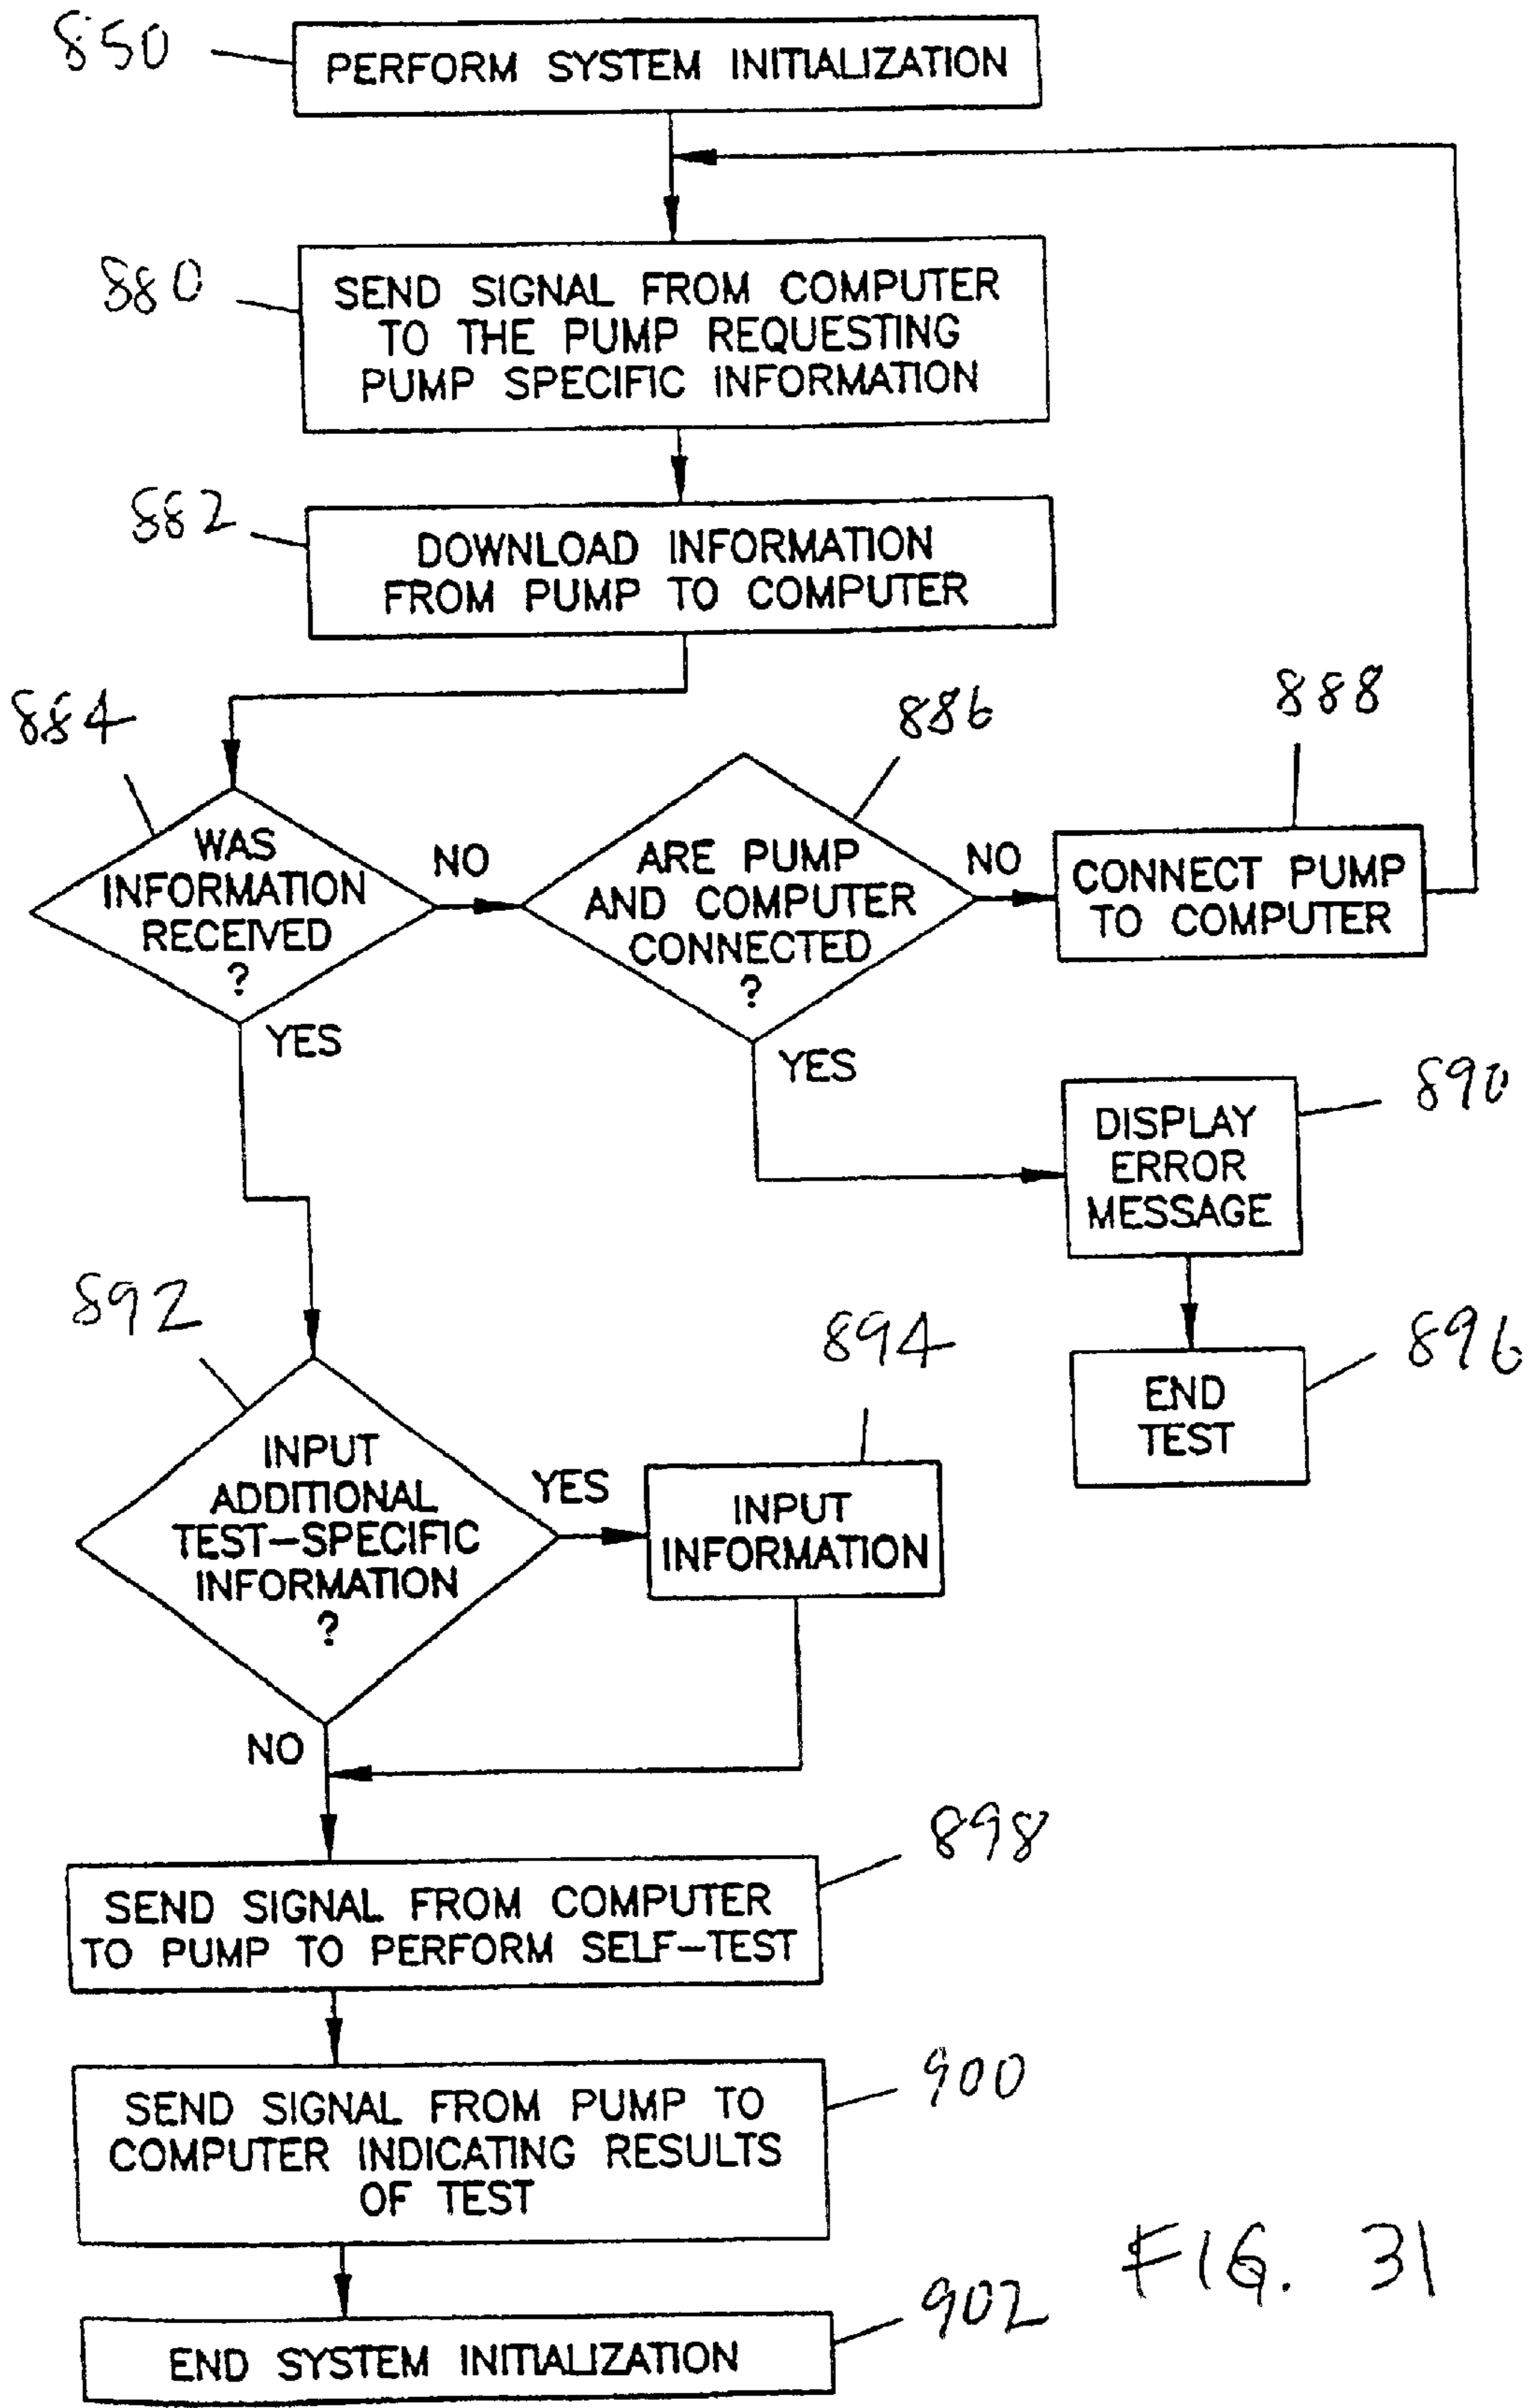 850
PERFORM SYSTEM INITIALIZATION
880
SEND SIGNAL FROM COMPUTER
TO THE PUMP REQUESTING
PUMP SPECIFIC INFORMATION
882
DOWNLOAD INFORMATION
FROM PUMP TO COMPUTER
884
WAS
INFORMATION
RECEIVED
?
NO
YES
886
ARE PUMP
AND COMPUTER
CONNECTED
?
NO
YES
888
CONNECT PUMP
TO COMPUTER
890
DISPLAY
ERROR
MESSAGE
896
END
TEST
892
INPUT
ADDITIONAL
TEST-SPECIFIC
INFORMATION
?
YES
NO
894
INPUT
INFORMATION
898
SEND SIGNAL FROM COMPUTER
TO PUMP TO PERFORM SELF-TEST
900
SEND SIGNAL FROM PUMP TO
COMPUTER INDICATING RESULTS
OF TEST
902
END SYSTEM INITIALIZATION
FIG. 31